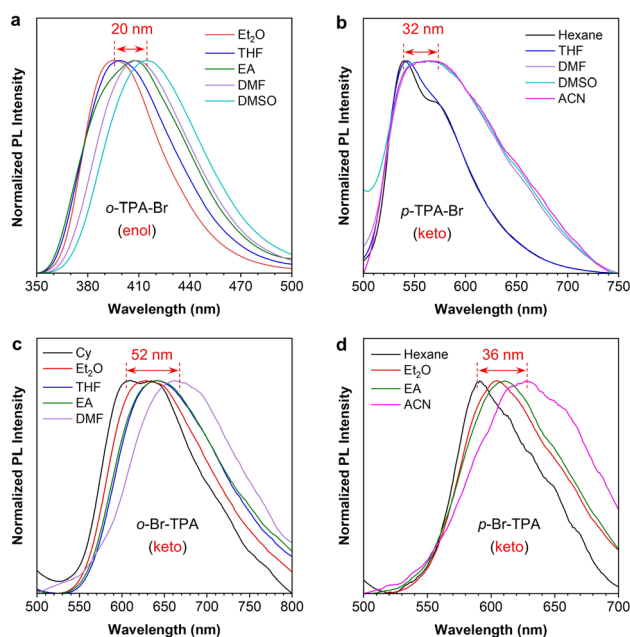 a
20 nm
Et₂O
THF
EA
DMF
DMSO
o-TPA-Br
(enol)
Normalized PL Intensity
350 380 410 440 470 500
Wavelength (nm)
b
32 nm
Hexane
THF
DMF
DMSO
ACN
p-TPA-Br
(keto)
Normalized PL Intensity
500 550 600 650 700 750
Wavelength (nm)
c
52 nm
Cy
Et₂O
THF
EA
DMF
o-Br-TPA
(keto)
Normalized PL Intensity
500 600 700 800
Wavelength (nm)
d
36 nm
Hexane
Et₂O
EA
ACN
p-Br-TPA
(keto)
Normalized PL Intensity
500 550 600 650 700
Wavelength (nm)